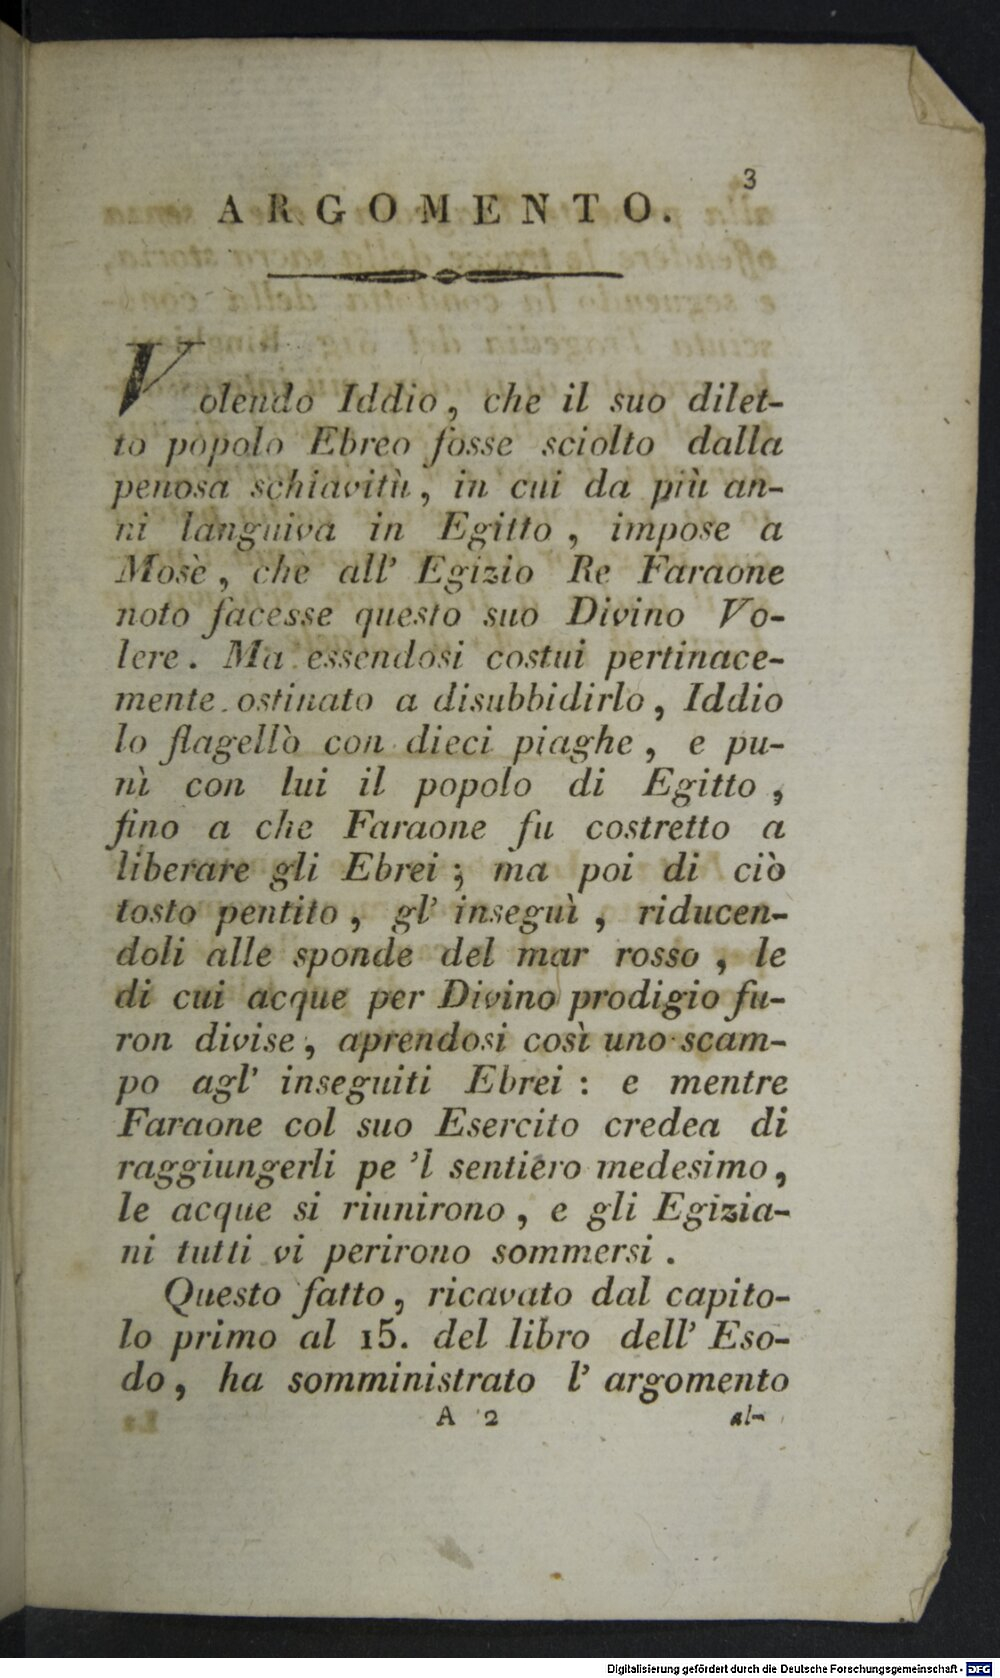 3
ARGOMENTO.
Volendo Iddio, che il suo dilet-
to popolo Ebreo fosse sciolto dalla
penosa schiavitù, in cui da più an-
ni languiva in Egitto, impose a
Mosè, che all' Egizio Re Faraone
noto facesse questo suo Divino Vo-
lere. Ma essendosi costui pertinace-
mente ostinato a disubbidirlo, Iddio
lo flagellò con dieci piaghe, e pu-
nì con lui il popolo di Egitto,
fino a che Faraone fu costretto a
liberare gli Ebrei; ma poi di ciò
tosto pentito, gl' inseguì, riducen-
doli alle sponde del mar rosso, le
di cui acque per Divino prodigio fu-
ron divise, aprendosi così uno scam-
po agl' inseguiti Ebrei: e mentre
Faraone col suo Esercito credea di
raggiungerli pe 'l sentiero medesimo,
le acque si riunirono, e gli Egizia-
ni tutti vi perirono sommersi.
Questo fatto, ricavato dal capito-
lo primo al 15. del libro dell' Eso-
do, ha somministrato l' argomento
A 2 al-
Digitalisierung gefördert durch die Deutsche Forschungsgemeinschaft - DFG